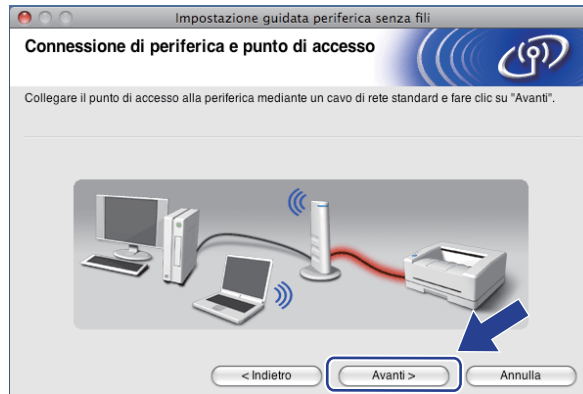 Impostazione guidata periferica senza fili
Connessione di periferica e punto di accesso
Collegare il punto di accesso alla periferica mediante un cavo di rete standard e fare clic su "Avanti".
< Indietro
Avanti >
Annulla